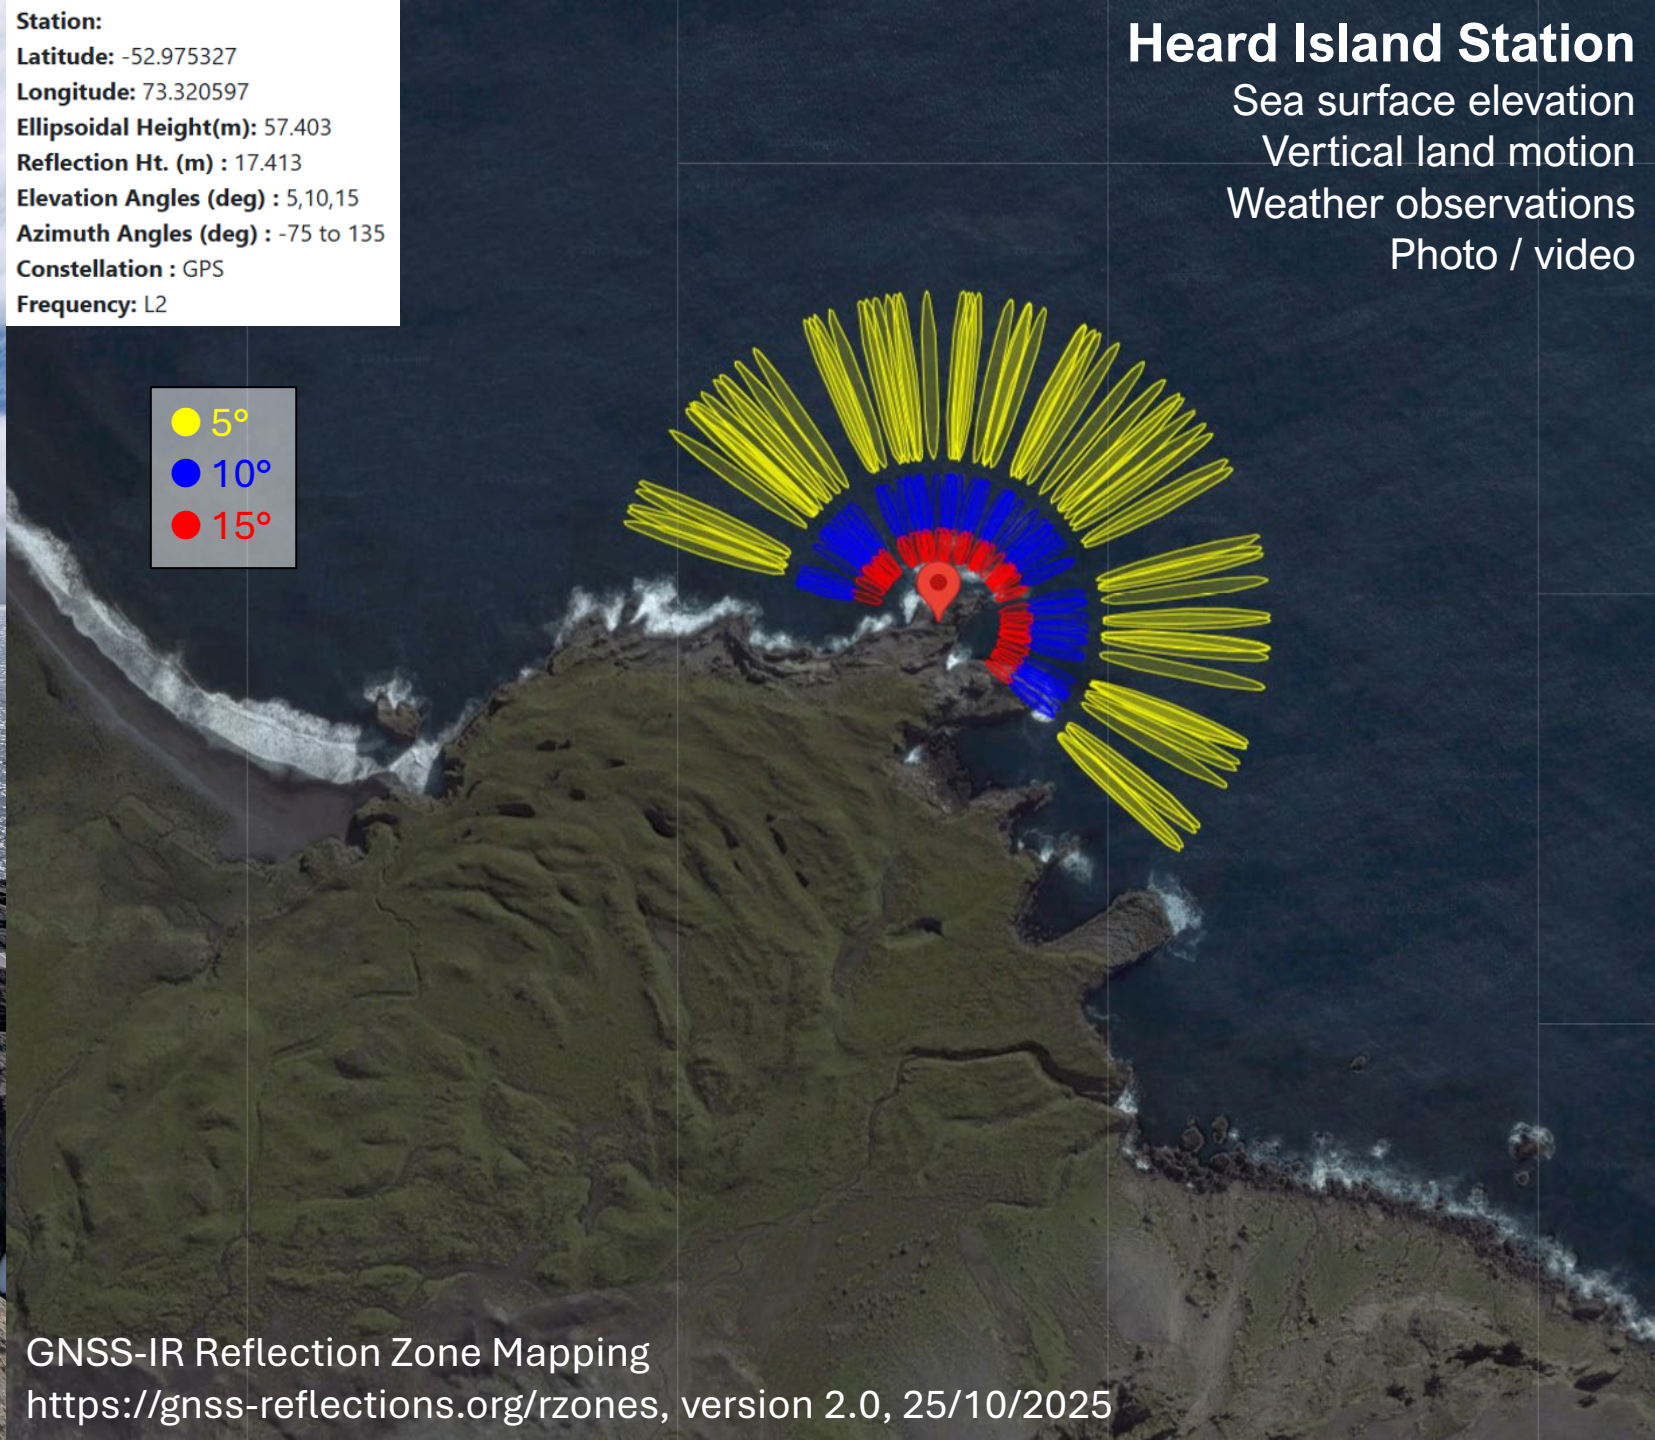 Station:
Latitude: -52.975327
Longitude: 73.320597
Ellipsoidal Height(m): 57.403
Reflection Ht. (m) : 17.413
Elevation Angles (deg) : 5,10,15
Azimuth Angles (deg) : -75 to 135
Constellation : GPS
Frequency: L2
Heard Island Station
Sea surface elevation
Vertical land motion
Weather observations
Photo / video
5°
10°
15°
GNSS-IR Reflection Zone Mapping
https://gnss-reflections.org/rzones, version 2.0, 25/10/2025